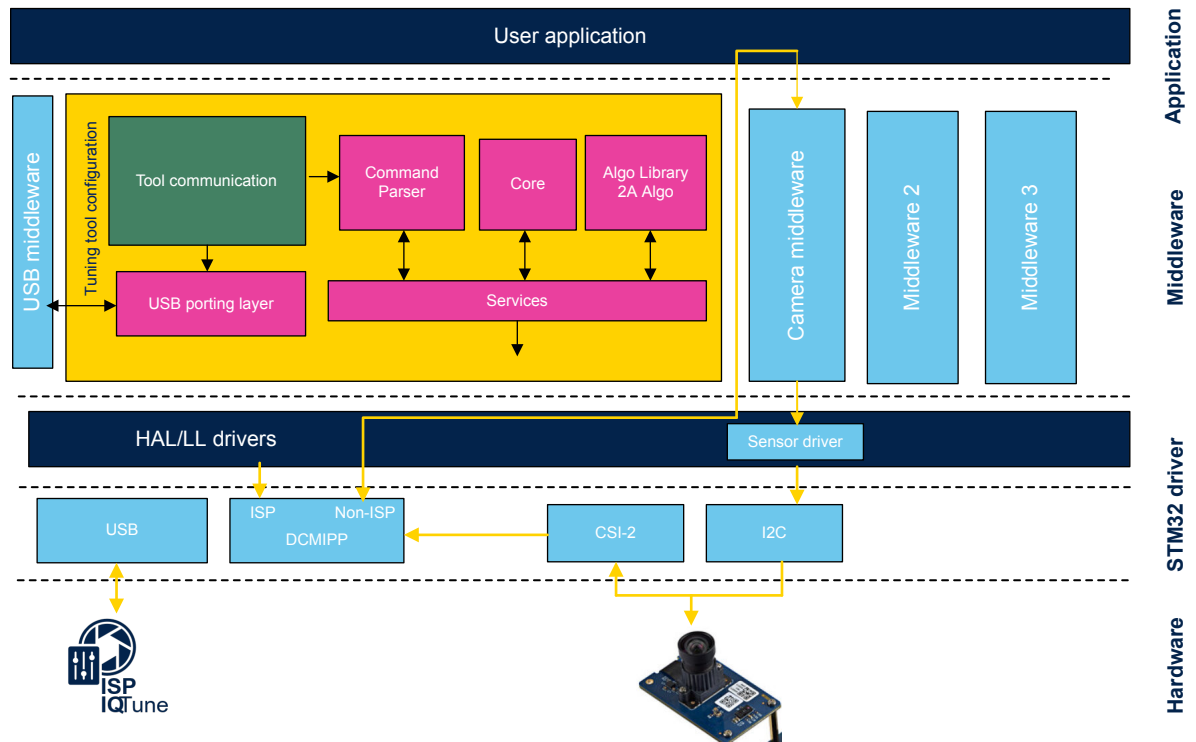 User application
Application
USB middleware
Tuning tool configuration
Tool communication
Command
Parser
Core
Algo Library
2A Algo
USB porting layer
Services
Camera middleware
Middleware 2
Middleware 3
Middleware
HAL/LL drivers
Sensor driver
USB
ISP
Non-ISP
DCMIPP
CSI-2
I2C
STM32 driver
ISP
IQTune
Hardware